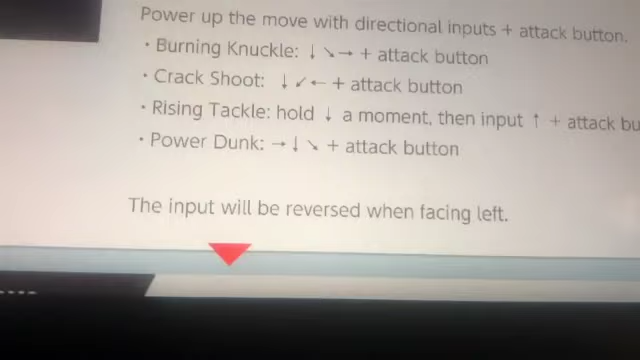 Power up the move with directional inputs + attack button.
・Burning Knuckle: ↓↘→ + attack button
・Crack Shoot: ↓↙← + attack button
・Rising Tackle: hold ↓ a moment, then input ↑ + attack bu
・Power Dunk: →↓↘ + attack button
The input will be reversed when facing left.